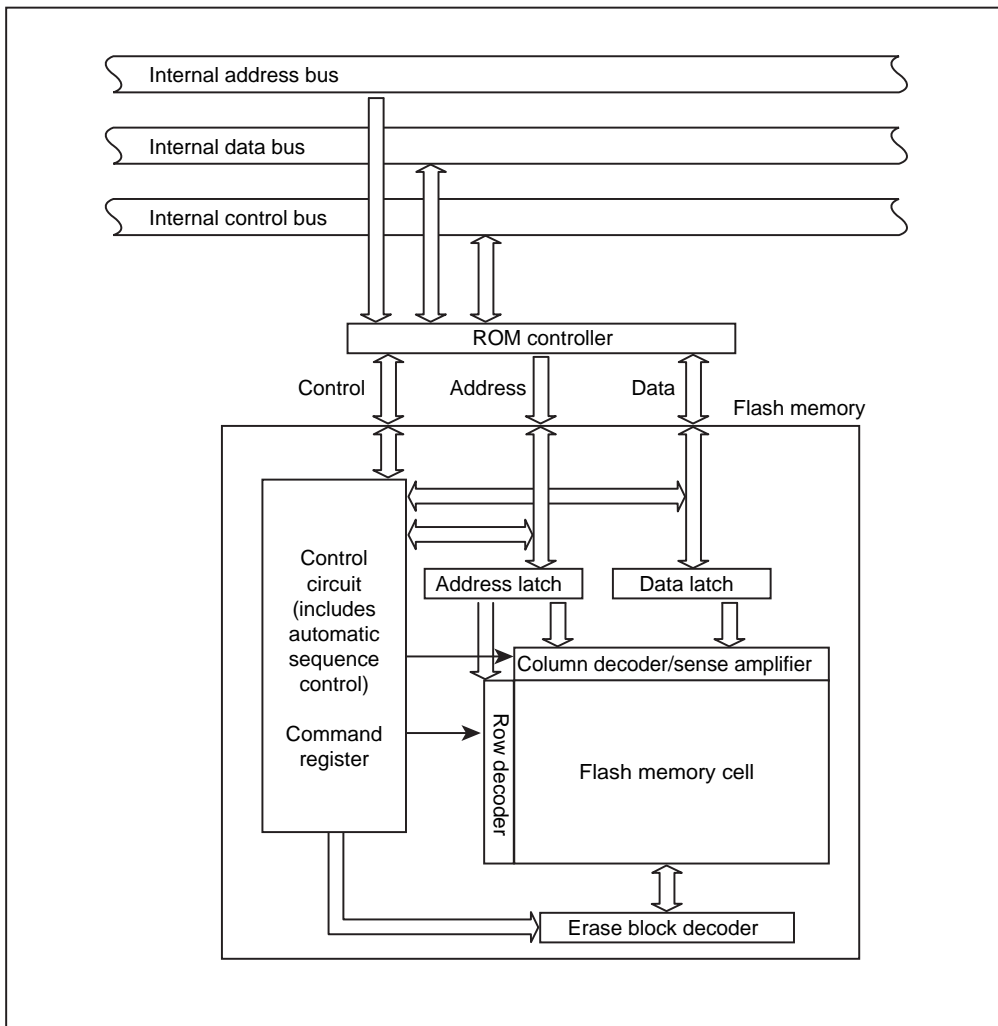 Internal address bus
Internal data bus
Internal control bus
ROM controller
Control
Address
Data
Flash memory
Control
circuit
(includes
automatic
sequence
control)
Command
register
Address latch
Data latch
Column decoder/sense amplifier
Row decoder
Flash memory cell
Erase block decoder